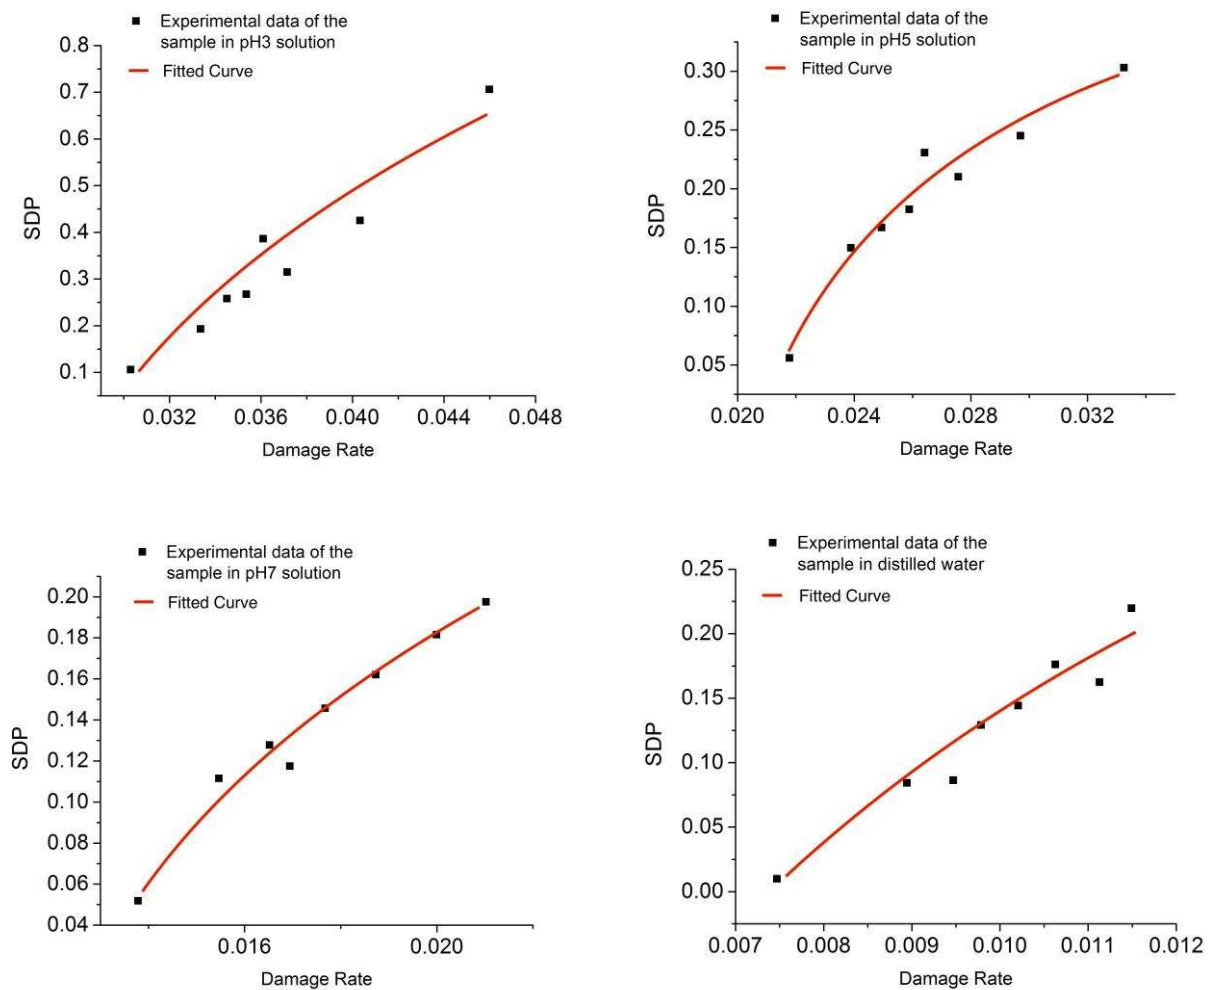 Experimental data of the
sample in pH3 solution
Fitted Curve
0.8
0.7
0.6
0.5
0.4
0.3
0.2
0.1
SDP
0.032
0.036
0.040
0.044
0.048
Damage Rate
Experimental data of the
sample in pH5 solution
Fitted Curve
0.30
0.25
0.20
0.15
0.10
0.05
SDP
0.020
0.024
0.028
0.032
Damage Rate
Experimental data of the
sample in pH7 solution
Fitted Curve
0.20
0.18
0.16
0.14
0.12
0.10
0.08
0.06
0.04
SDP
0.016
0.020
Damage Rate
Experimental data of the
sample in distilled water
Fitted Curve
0.25
0.20
0.15
0.10
0.05
0.00
SDP
0.007
0.008
0.009
0.010
0.011
0.012
Damage Rate